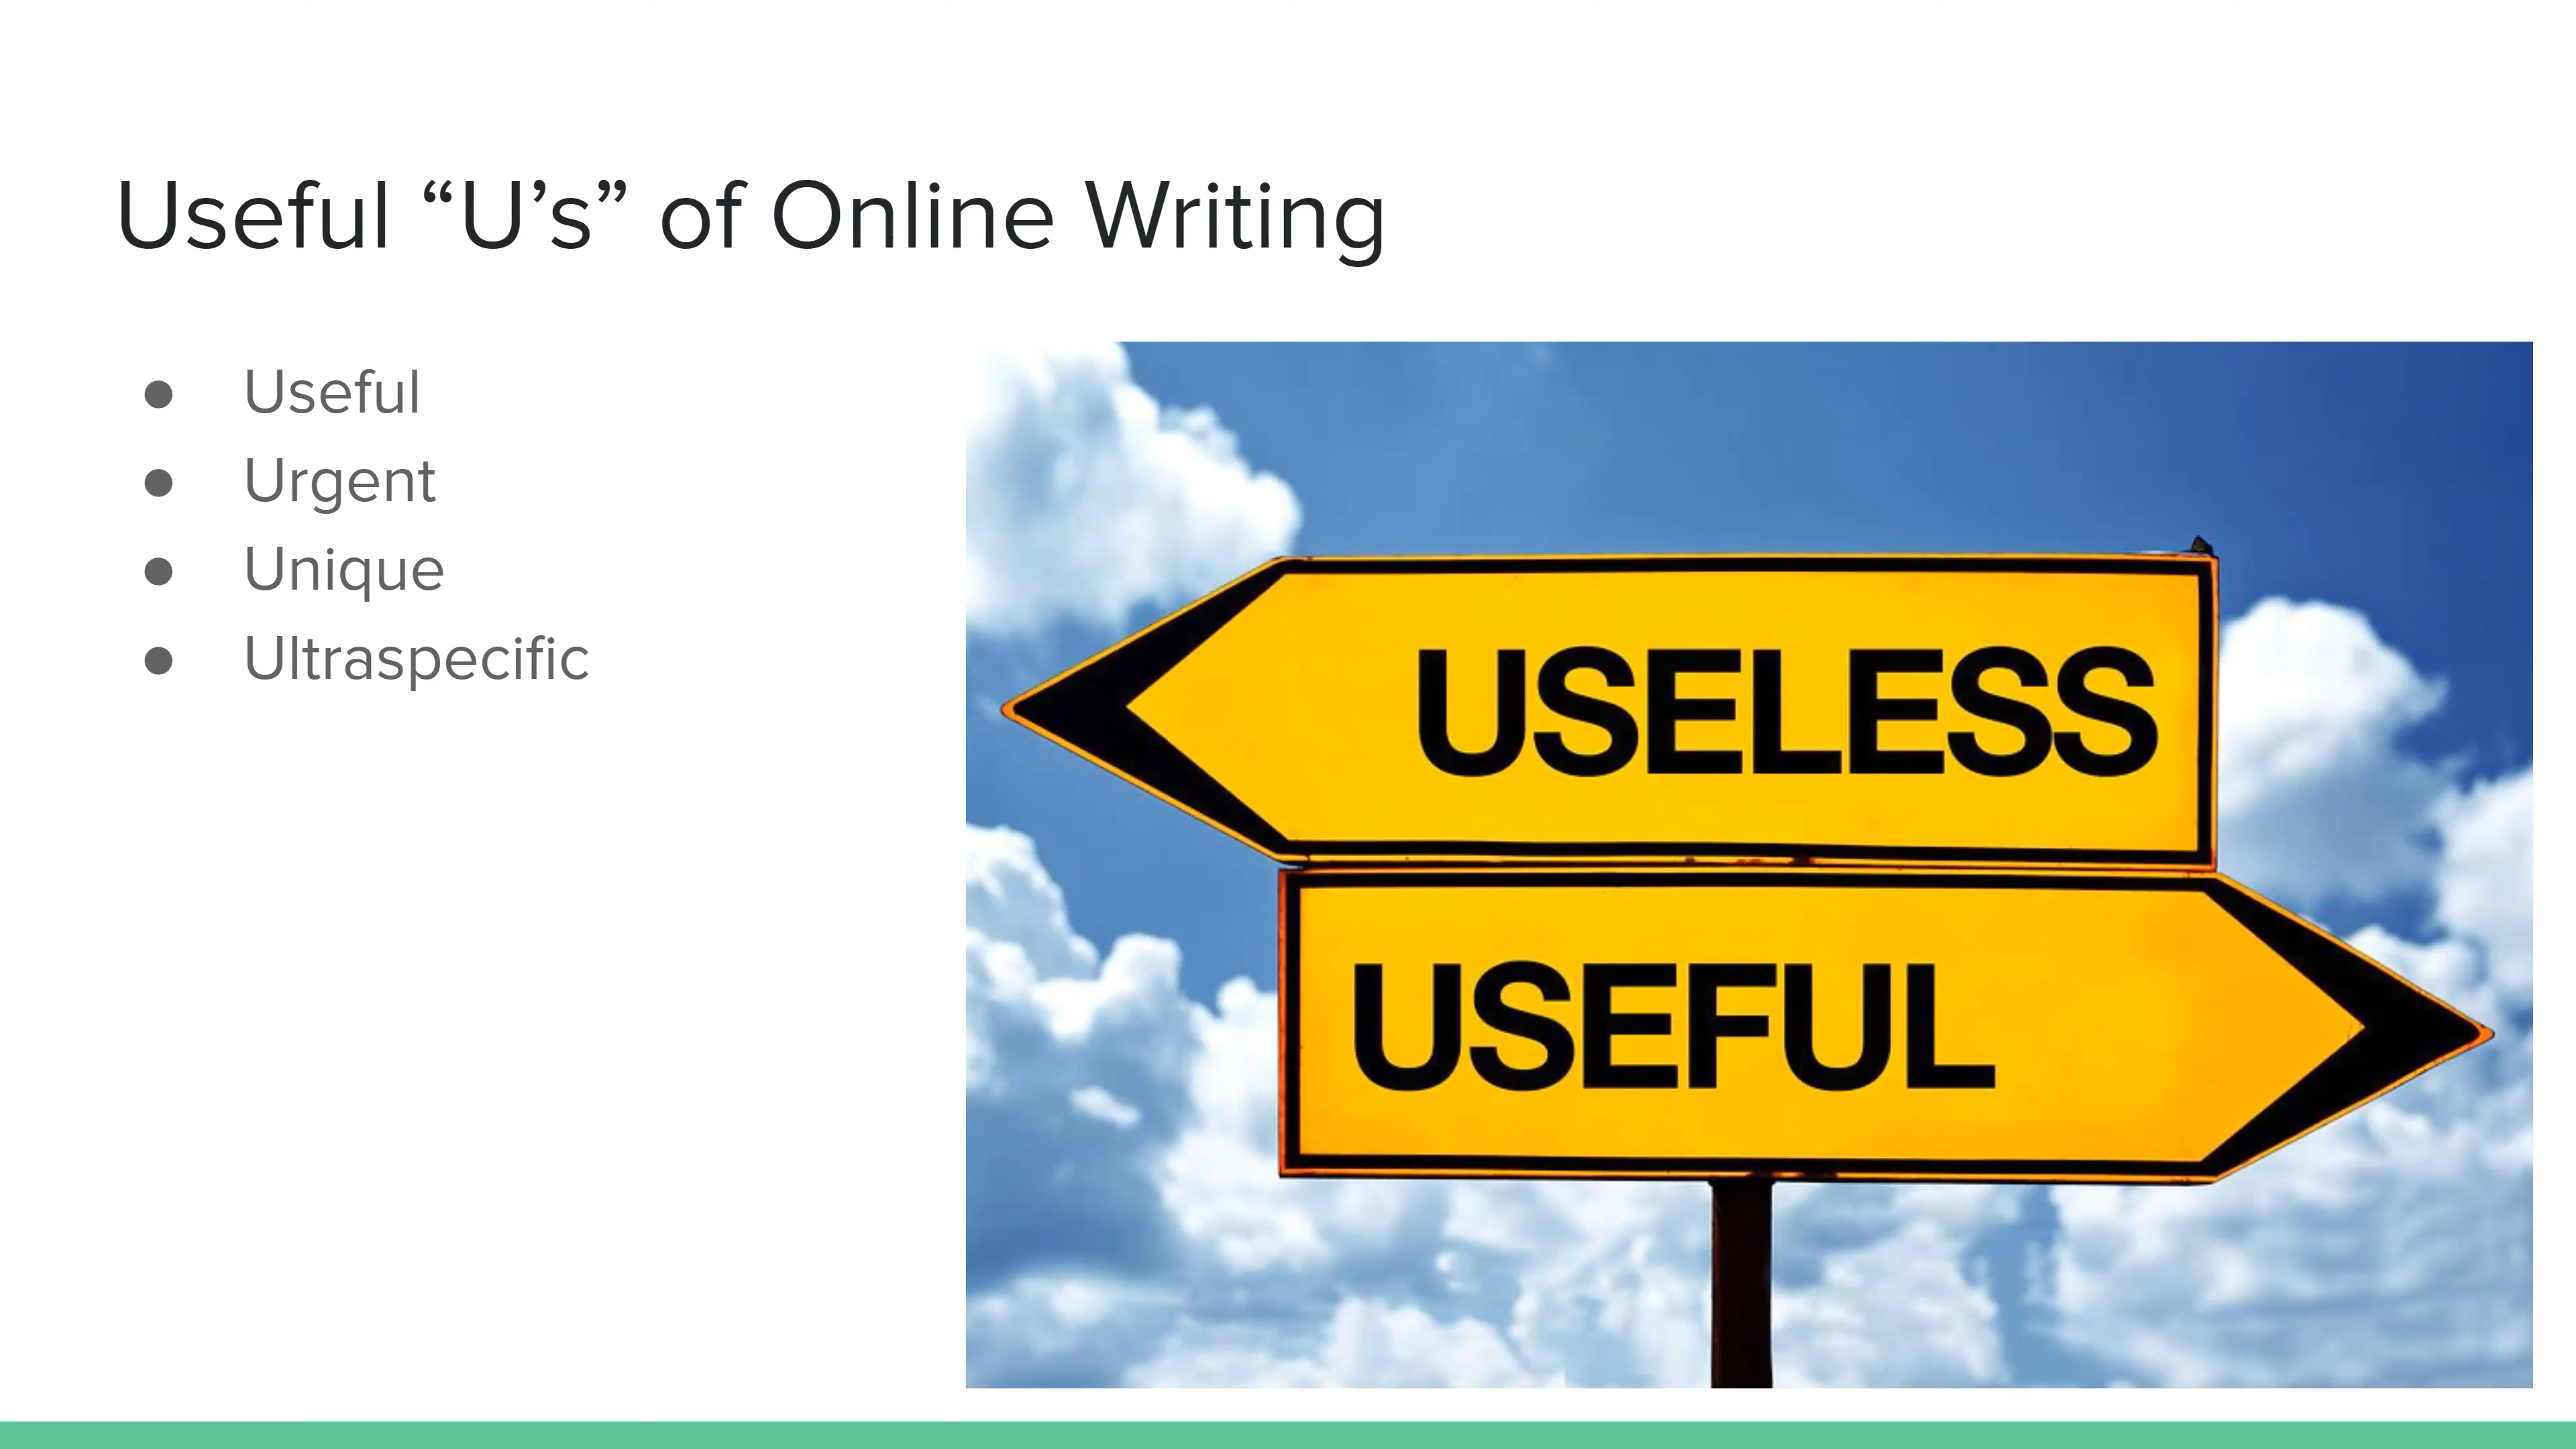 Useful “U’s” of Online Writing
● Useful
● Urgent
● Unique
● Ultraspecific
USELESS
USEFUL